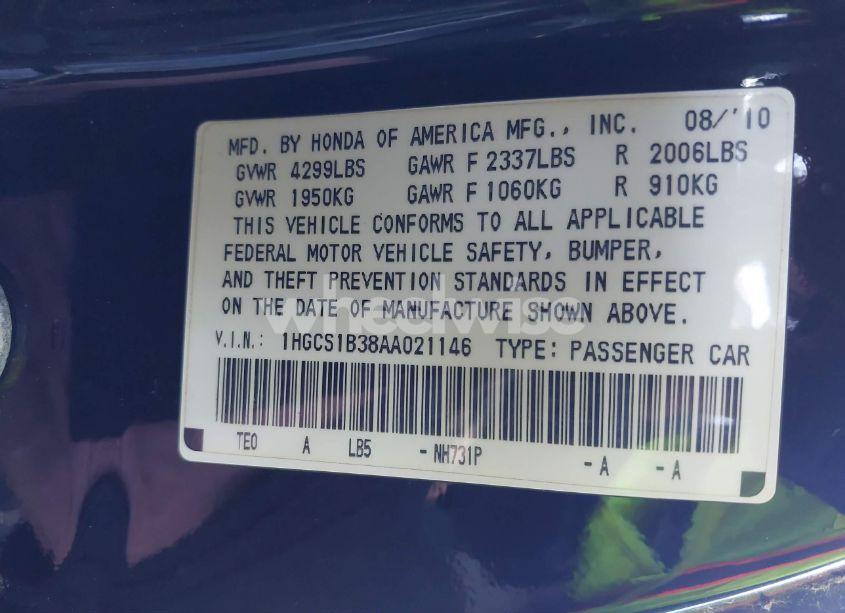 MFD. BY HONDA OF AMERICA MFG., INC. 08/'10
GVWR 4299LBS GAWR F 2337LBS R 2006LBS
GVWR 1950KG GAWR F 1060KG R 910KG
THIS VEHICLE CONFORMS TO ALL APPLICABLE
FEDERAL MOTOR VEHICLE SAFETY, BUMPER,
AND THEFT PREVENTION STANDARDS IN EFFECT
ON THE DATE OF MANUFACTURE SHOWN ABOVE.
wheelwise
V.I.N.: 1HGCS1B38AA021146 TYPE: PASSENGER CAR
TE0 A LB5 - NH731P - A - A